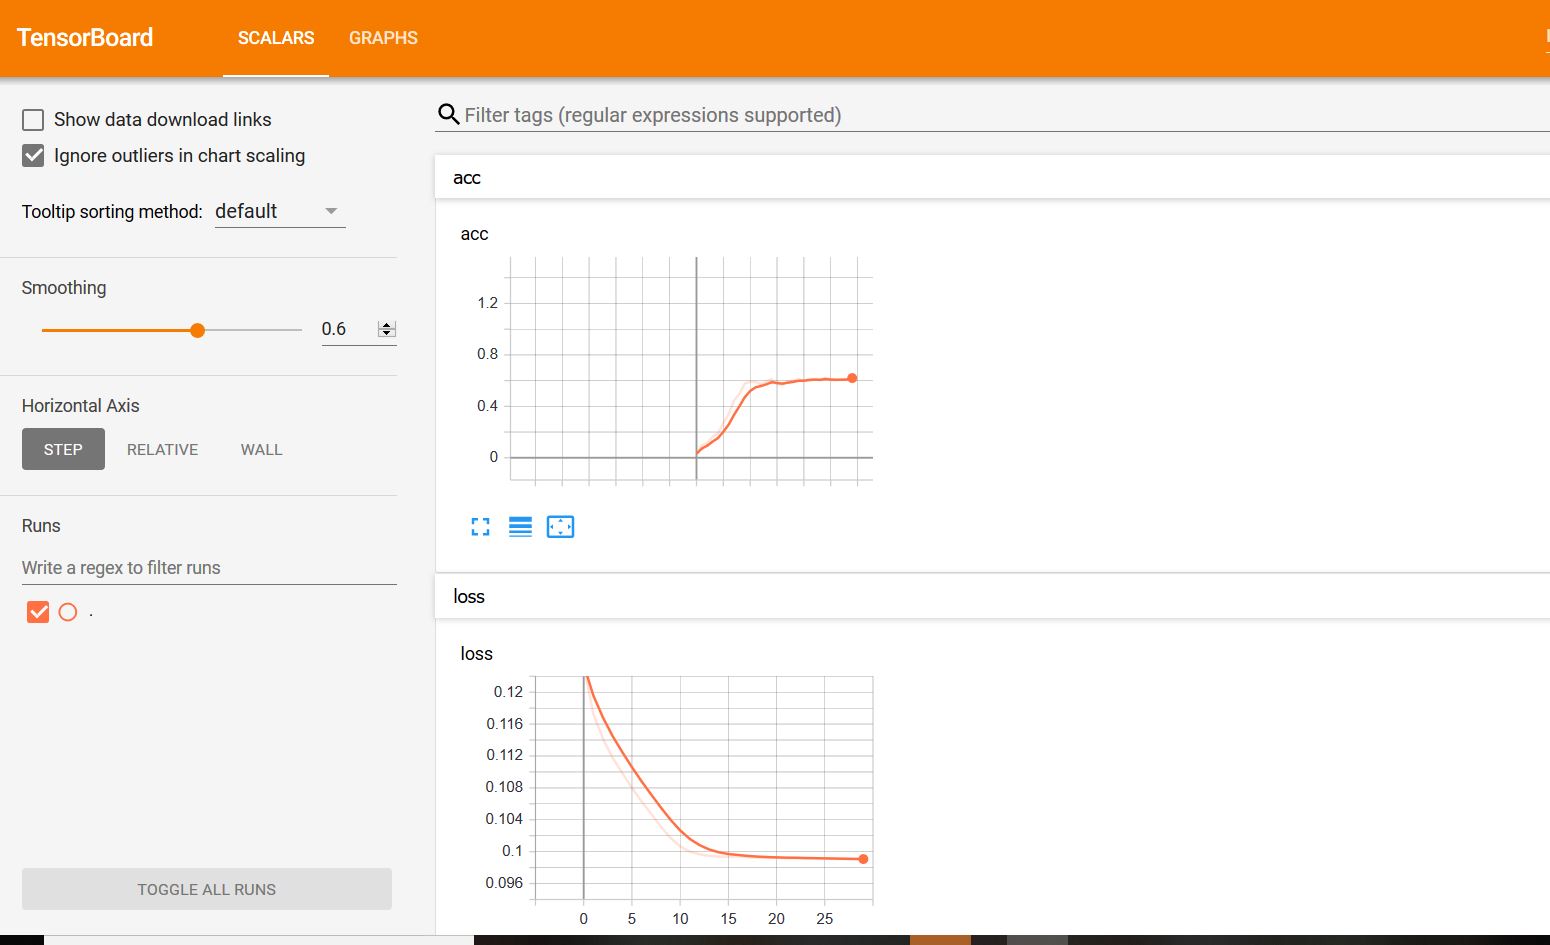 TensorBoard SCALARS GRAPHS
Show data download links
Ignore outliers in chart scaling
Tooltip sorting method: default
Smoothing
0.6
Horizontal Axis
STEP RELATIVE WALL
Runs
Write a regex to filter runs
.
TOGGLE ALL RUNS
Filter tags (regular expressions supported)
acc
acc
1.2
0.8
0.4
0
loss
loss
0.12
0.116
0.112
0.108
0.104
0.1
0.096
0 5 10 15 20 25